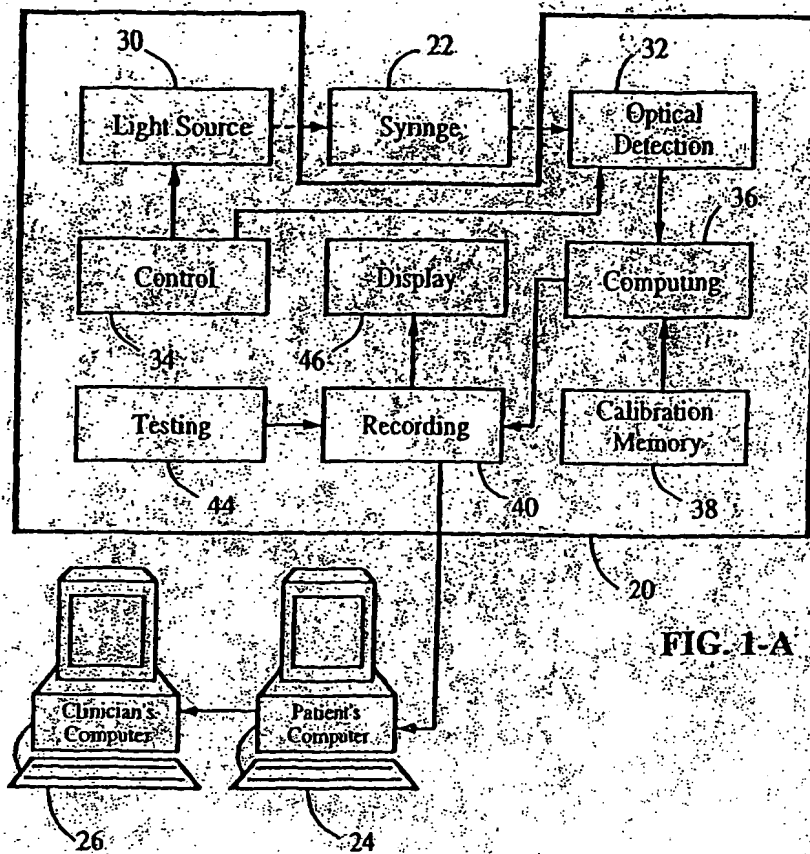 30
22
32
Light Source
Syringe
Optical
Detection
36
Control
Display
Computing
34
46
Testing
Recording
Calibration
Memory
44
40
38
20
FIG. 1-A
Clinician's
Computer
Patient's
Computer
26
24